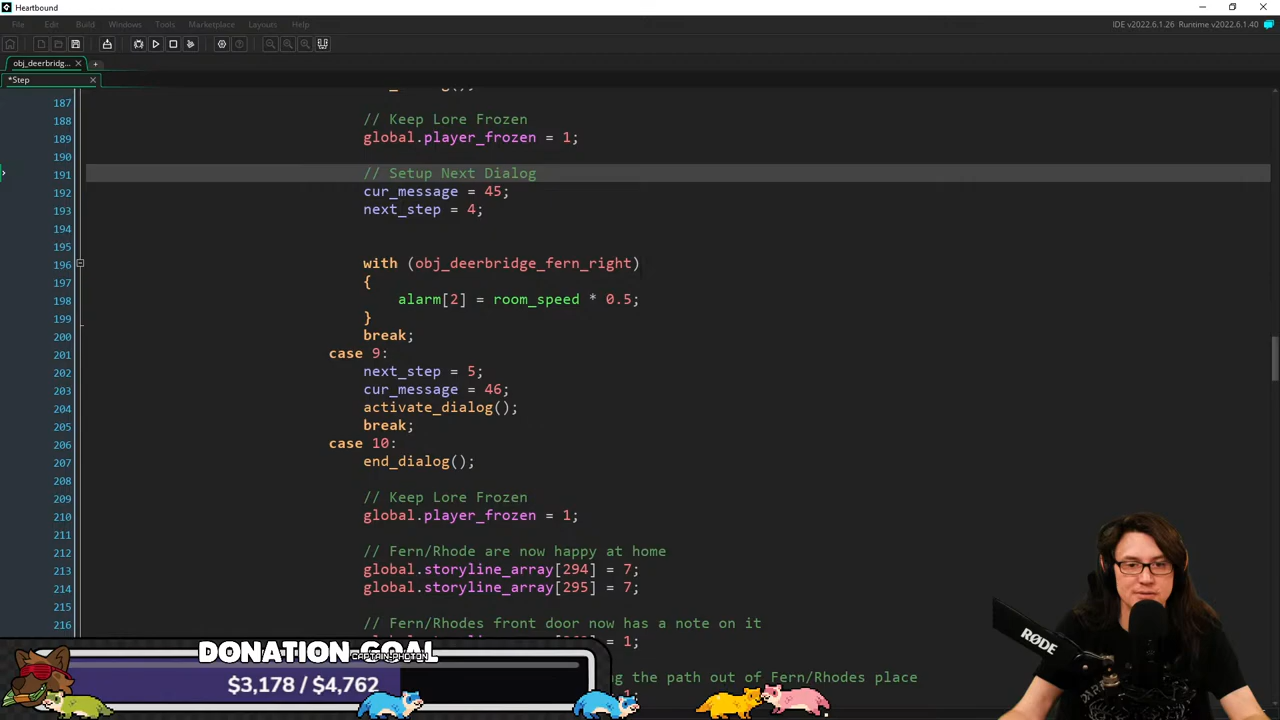 Heartbound
File Edit Build Windows Tools Marketplace Layouts Help
IDE v2022.6.1.26 Runtime v2022.6.1.40
obj_deerbridg...
*Step
187
188 // Keep Lore Frozen
189 global.player_frozen = 1;
190
191 // Setup Next Dialog
192 cur_message = 45;
193 next_step = 4;
194
195
196 with (obj_deerbridge_fern_right)
197 {
198 alarm[2] = room_speed * 0.5;
199 }
200 break;
201 case 9:
202 next_step = 5;
203 cur_message = 46;
204 activate_dialog();
205 break;
206 case 10:
207 end_dialog();
208
209 // Keep Lore Frozen
210 global.player_frozen = 1;
211
212 // Fern/Rhode are now happy at home
213 global.storyline_array[294] = 7;
214 global.storyline_array[295] = 7;
215
216 // Fern/Rhodes front door now has a note on it
= 1;
ng the path out of Fern/Rhodes place
DONATION GOAL
CAPTAIN PHOTON
$3,178 / $4,762
RØDE